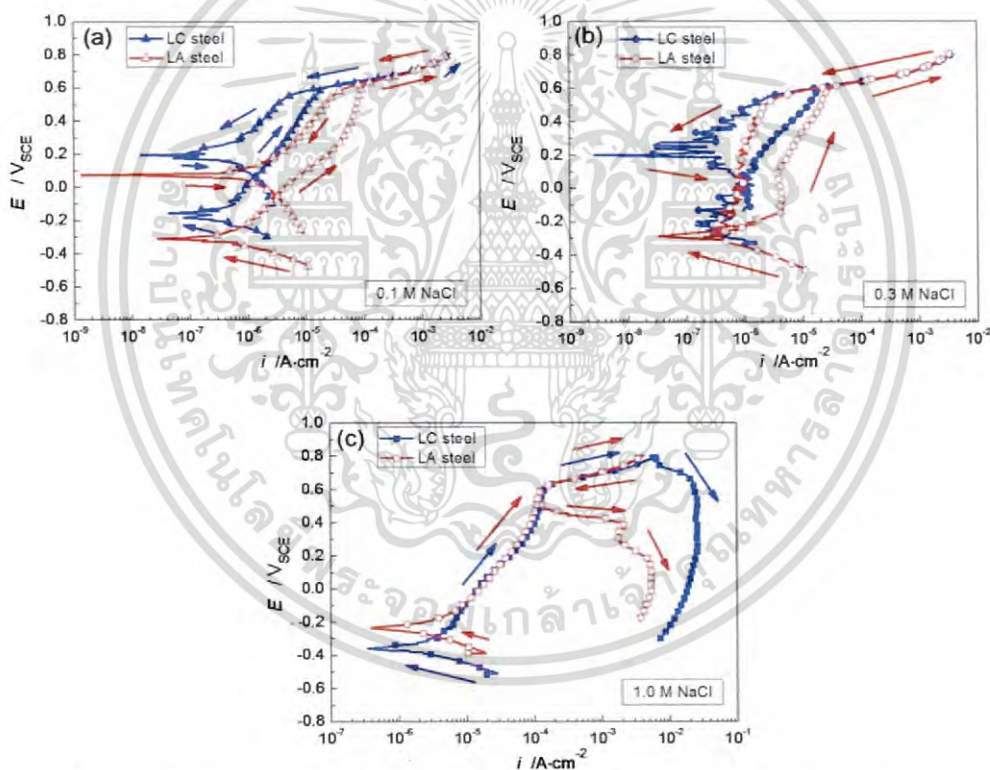 (a)
LC steel
LA steel
E / V_SCE
1.0
0.8
0.6
0.4
0.2
0.0
-0.2
-0.4
-0.6
-0.8
10^-9
10^-8
10^-7
10^-6
10^-5
10^-4
10^-3
10^-2
i /A·cm^-2
0.1 M NaCl
(b)
LC steel
LA steel
E / V_SCE
1.0
0.8
0.6
0.4
0.2
0.0
-0.2
-0.4
-0.6
-0.8
10^-9
10^-8
10^-7
10^-6
10^-5
10^-4
10^-3
10^-2
i /A·cm^-2
0.3 M NaCl
(c)
LC steel
LA steel
E / V_SCE
1.0
0.8
0.6
0.4
0.2
0.0
-0.2
-0.4
-0.6
-0.8
10^-7
10^-6
10^-5
10^-4
10^-3
10^-2
10^-1
i /A·cm^-2
1.0 M NaCl